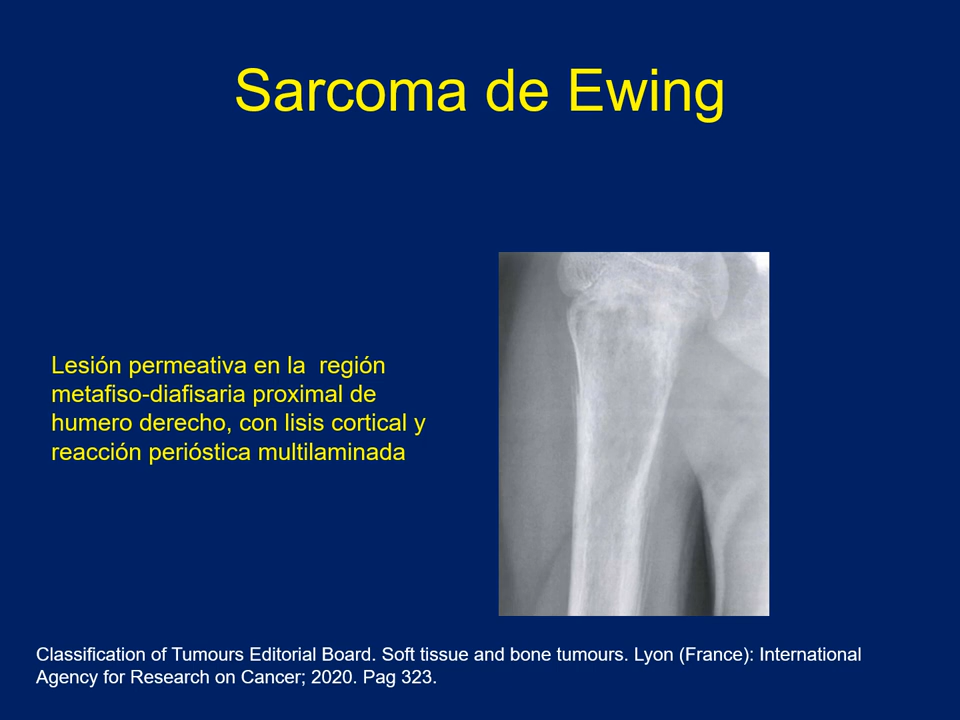 Sarcoma de Ewing
Lesión permeativa en la  región
metafiso-diafisaria proximal de
humero derecho, con lisis cortical y
reacción perióstica multilaminada
Classification of Tumours Editorial Board. Soft tissue and bone tumours. Lyon (France): International
Agency for Research on Cancer; 2020. Pag 323.